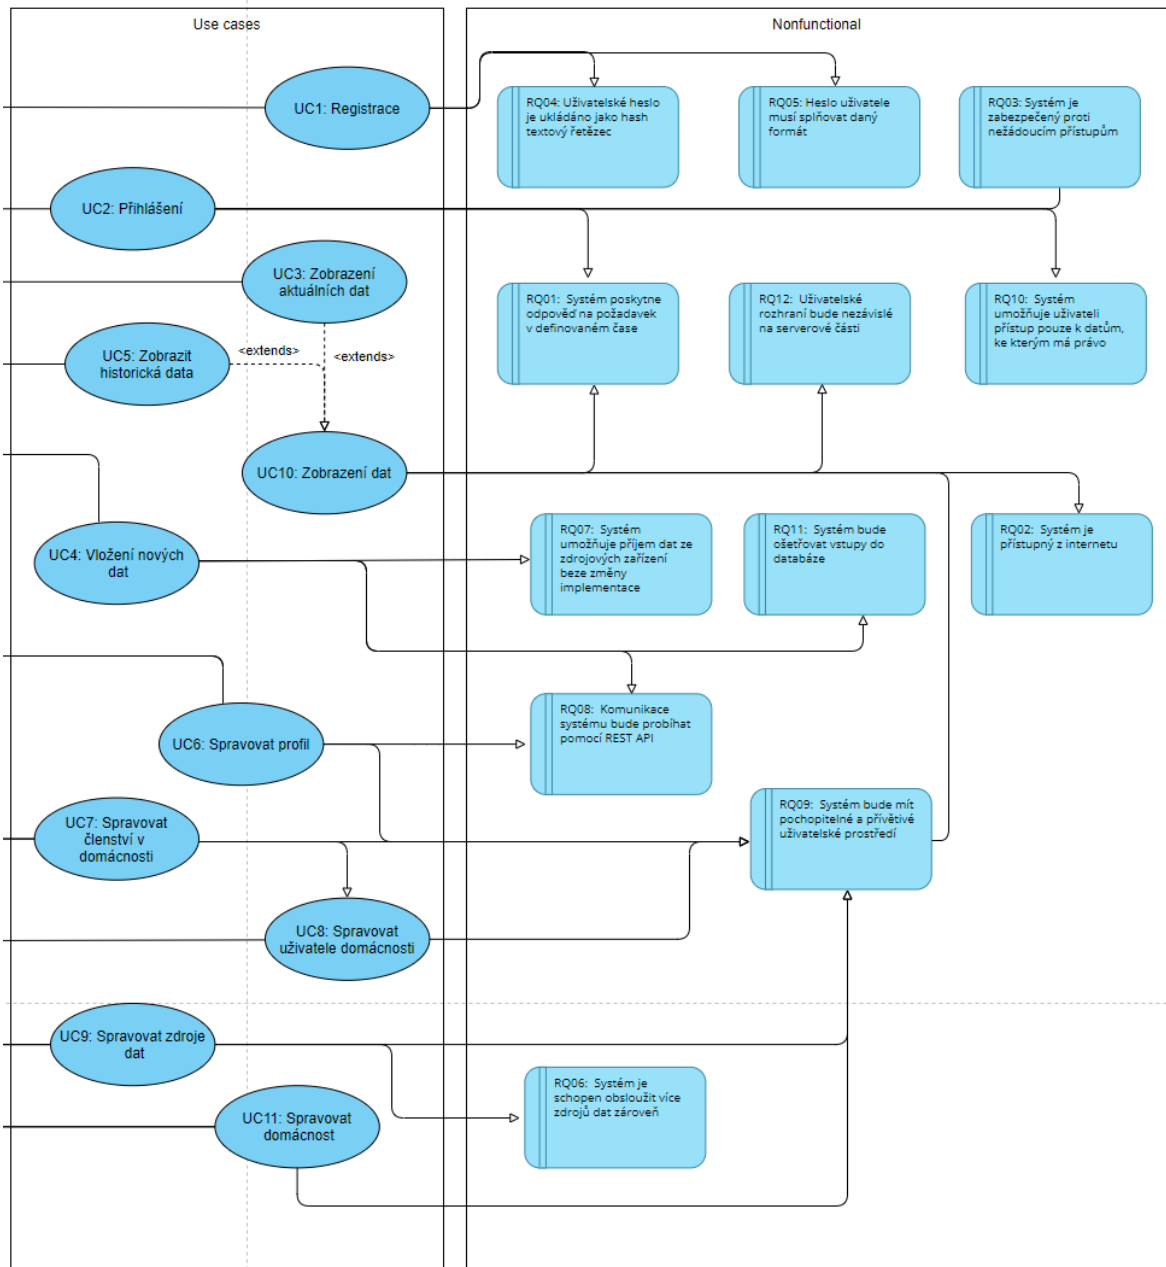 Use cases
Nonfunctional
UC1: Registrace
RQ04: Uživatelské heslo
je ukládáno jako hash
textový řetězec
RQ05: Heslo uživatele
musí splňovat daný
formát
RQ03: Systém je
zabezpečený proti
nežádoucím přístupům
UC2: Přihlášení
UC3: Zobrazení
aktuálních dat
RQ01: Systém poskytne
odpověď na požadavek
v definovaném čase
RQ12: Uživatelské
rozhraní bude nezávislé
na serverové části
RQ10: Systém
umožňuje uživateli
přístup pouze k datům,
ke kterým má právo
UC5: Zobrazit
historická data
<extends>
<extends>
UC10: Zobrazení dat
UC4: Vložení nových
dat
RQ07: Systém
umožňuje příjem dat ze
zdrojových zařízení
beze změny
implementace
RQ11: Systém bude
ošetřovat vstupy do
databáze
RQ02: Systém je
přístupný z internetu
UC6: Spravovat profil
RQ08: Komunikace
systému bude probíhat
pomocí REST API
UC7: Spravovat
členství v
domácnosti
RQ09: Systém bude mít
pochopitelné a přívětivé
uživatelské prostředí
UC8: Spravovat
uživatele domácnosti
UC9: Spravovat zdroje
dat
RQ06: Systém je
schopen obsloužit více
zdrojů dat zároveň
UC11: Spravovat
domácnost